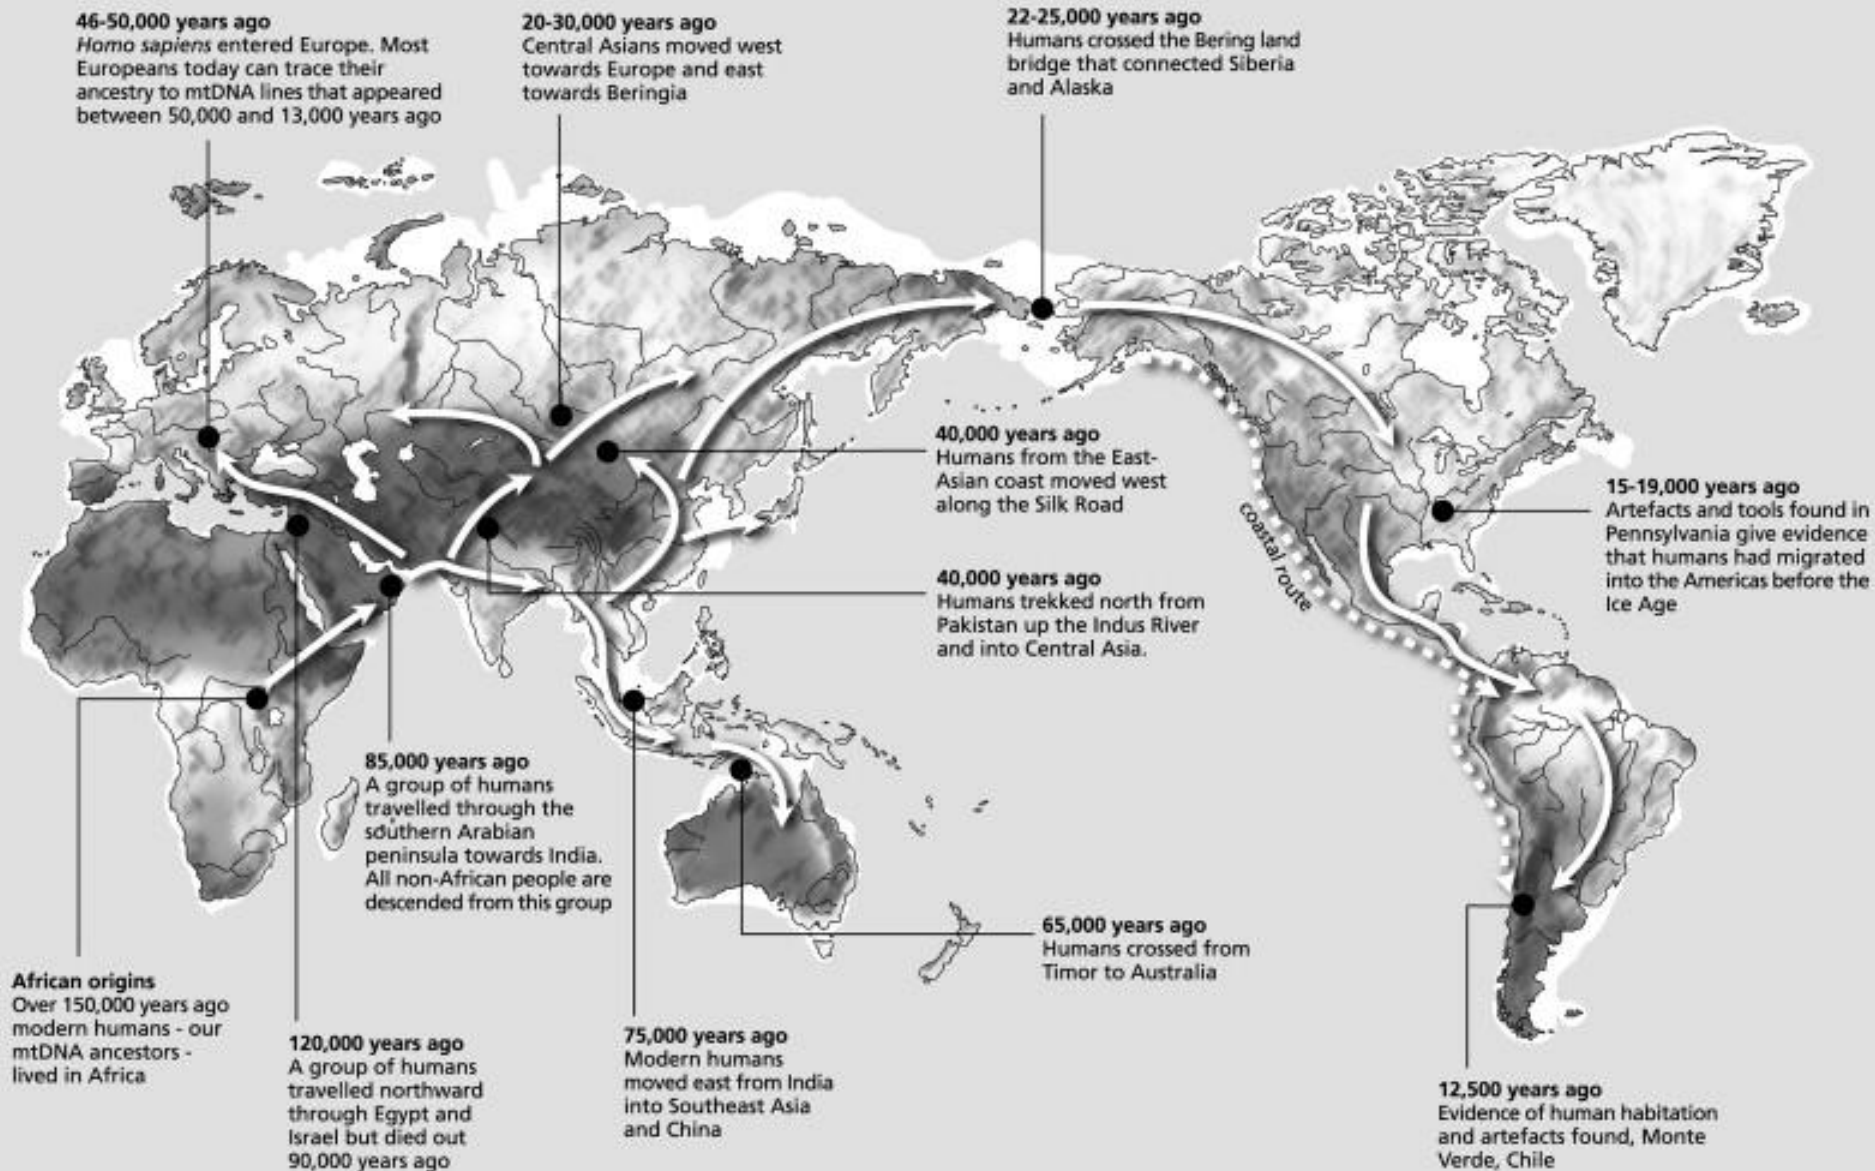 46-50,000 years ago
Homo sapiens entered Europe. Most
Europeans today can trace their
ancestry to mtDNA lines that appeared
between 50,000 and 13,000 years ago
20-30,000 years ago
Central Asians moved west
towards Europe and east
towards Beringia
22-25,000 years ago
Humans crossed the Bering land
bridge that connected Siberia
and Alaska
40,000 years ago
Humans from the East-
Asian coast moved west
along the Silk Road
coastal route
15-19,000 years ago
Artefacts and tools found in
Pennsylvania give evidence
that humans had migrated
into the Americas before the
Ice Age
40,000 years ago
Humans trekked north from
Pakistan up the Indus River
and into Central Asia.
85,000 years ago
A group of humans
travelled through the
southern Arabian
peninsula towards India.
All non-African people are
descended from this group
65,000 years ago
Humans crossed from
Timor to Australia
African origins
Over 150,000 years ago
modern humans - our
mtDNA ancestors -
lived in Africa
120,000 years ago
A group of humans
travelled northward
through Egypt and
Israel but died out
90,000 years ago
75,000 years ago
Modern humans
moved east from India
into Southeast Asia
and China
12,500 years ago
Evidence of human habitation
and artefacts found, Monte
Verde, Chile